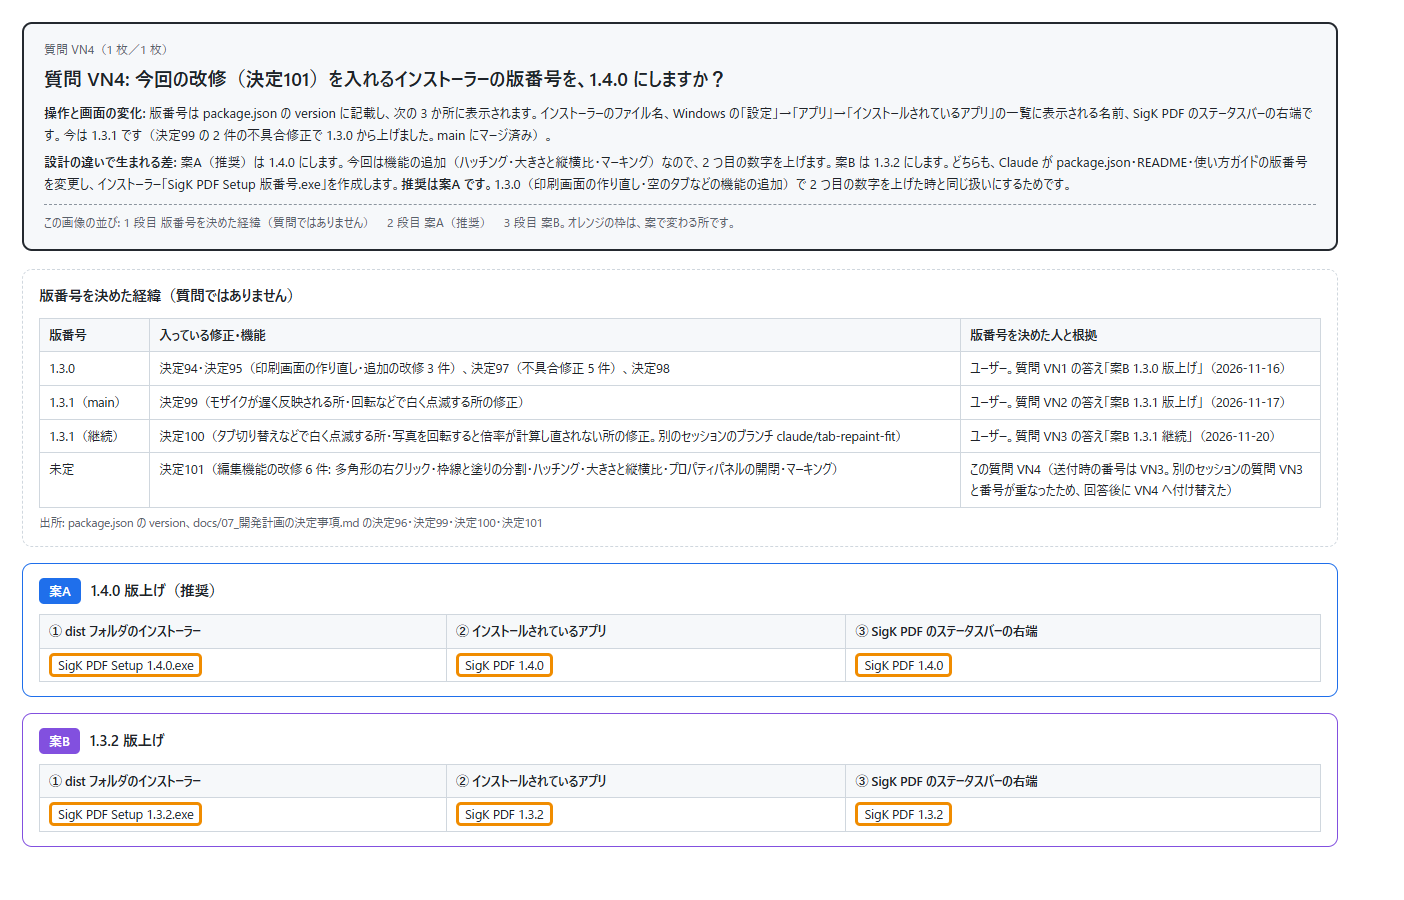 質問 VN4（1 枚／1 枚）
質問 VN4: 今回の改修（決定101）を入れるインストーラーの版番号を、1.4.0 にしますか？
操作と画面の変化: 版番号は package.json の version に記載し、次の 3 か所に表示されます。インストーラーのファイル名、Windows の「設定」→「アプリ」→「インストールされているアプリ」の一覧に表示される名前、SigK PDF のステータスバーの右端で
す。今は 1.3.1 です（決定99 の 2 件の不具合修正で 1.3.0 から上げました。main にマージ済み）。
設計の違いで生まれる差: 案A（推奨）は 1.4.0 にします。今回は機能の追加（ハッチング・大きさと縦横比・マーキング）なので、2 つ目の数字を上げます。案B は 1.3.2 にします。どちらも、Claude が package.json・README・使い方ガイドの版番号
を変更し、インストーラー「SigK PDF Setup 版番号.exe」を作成します。推奨は案A です。1.3.0（印刷画面の作り直し・空のタブなどの機能の追加）で 2 つ目の数字を上げた時と同じ扱いにするためです。
この画像の並び: 1 段目 版番号を決めた経緯（質問ではありません） 2 段目 案A（推奨） 3 段目 案B。オレンジの枠は、案で変わる所です。
版番号を決めた経緯（質問ではありません）
版番号 入っている修正・機能 版番号を決めた人と根拠
1.3.0 決定94・決定95（印刷画面の作り直し・追加の改修 3 件）、決定97（不具合修正 5 件）、決定98 ユーザー。質問 VN1 の答え「案B 1.3.0 版上げ」（2026-11-16）
1.3.1（main） 決定99（モザイクが遅く反映される所・回転などで白く点滅する所の修正） ユーザー。質問 VN2 の答え「案B 1.3.1 版上げ」（2026-11-17）
1.3.1（継続） 決定100（タブ切り替えなどで白く点滅する所・写真を回転すると倍率が計算し直されない所の修正。別のセッションのブランチ claude/tab-repaint-fit） ユーザー。質問 VN3 の答え「案B 1.3.1 継続」（2026-11-20）
未定 決定101（編集機能の改修 6 件: 多角形の右クリック・枠線と塗りの分割・ハッチング・大きさと縦横比・プロパティパネルの開閉・マーキング） この質問 VN4（送付時の番号は VN3。別のセッションの質問 VN3
と番号が重なったため、回答後に VN4 へ付け替えた）
出所: package.json の version、docs/07_開発計画の決定事項.md の決定96・決定99・決定100・決定101
案A 1.4.0 版上げ（推奨）
① dist フォルダのインストーラー ② インストールされているアプリ ③ SigK PDF のステータスバーの右端
SigK PDF Setup 1.4.0.exe SigK PDF 1.4.0 SigK PDF 1.4.0
案B 1.3.2 版上げ
① dist フォルダのインストーラー ② インストールされているアプリ ③ SigK PDF のステータスバーの右端
SigK PDF Setup 1.3.2.exe SigK PDF 1.3.2 SigK PDF 1.3.2